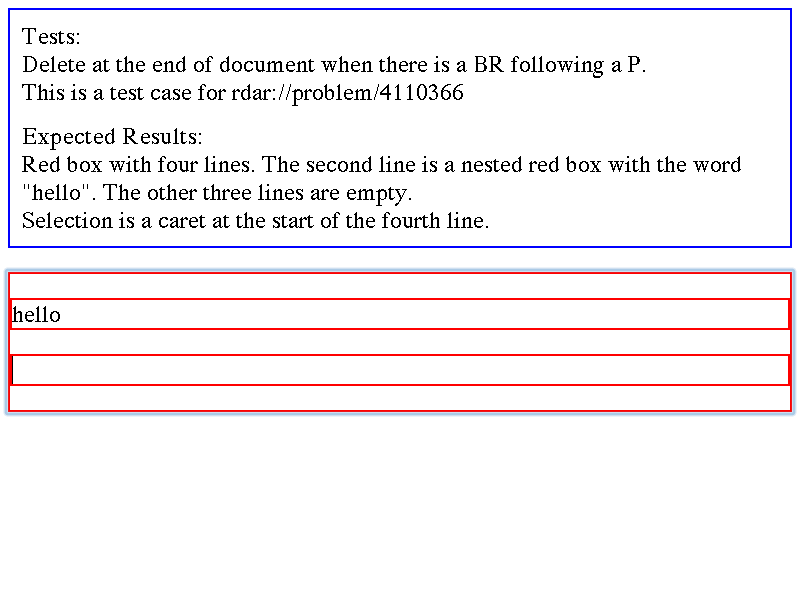 Tests:
Delete at the end of document when there is a BR following a P.
This is a test case for rdar://problem/4110366
Expected Results:
Red box with four lines. The second line is a nested red box with the word
"hello". The other three lines are empty.
Selection is a caret at the start of the fourth line.
hello